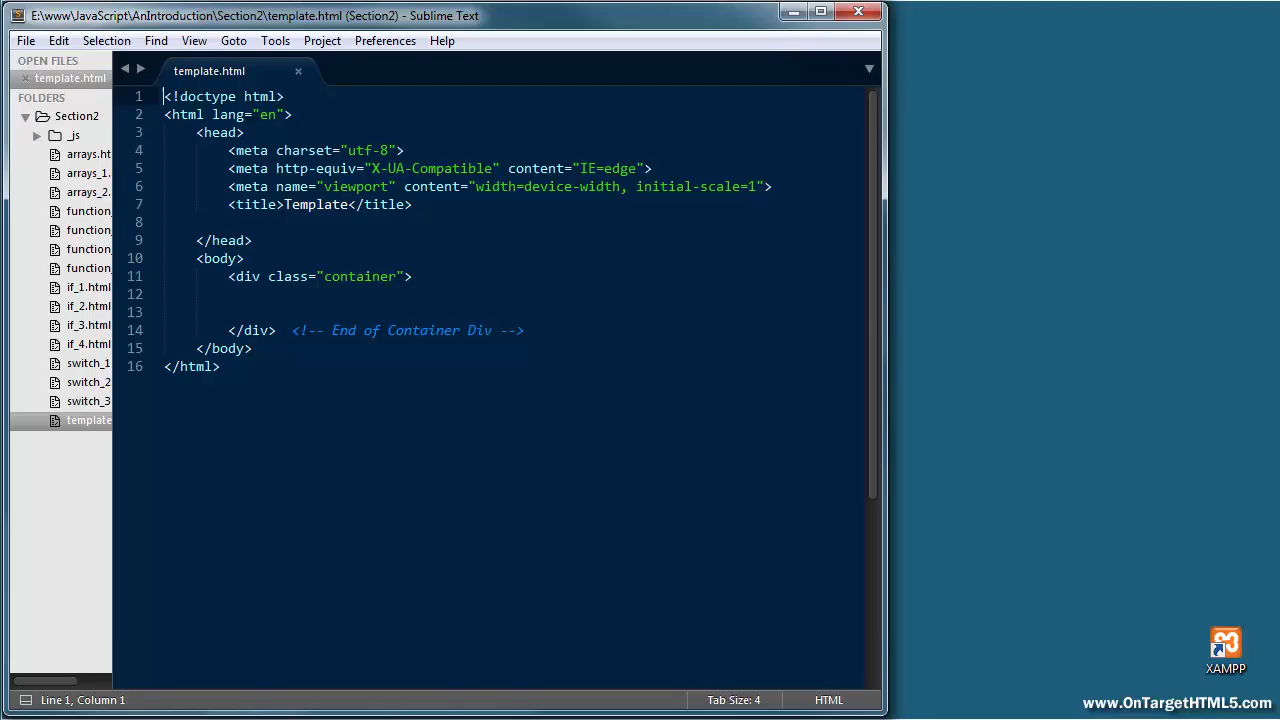 E:\www\JavaScript\AnIntroduction\Section2\template.html (Section2) - Sublime Text
File Edit Selection Find View Goto Tools Project Preferences Help
OPEN FILES
template.html
FOLDERS
Section2
_js
arrays.ht
arrays_1.
arrays_2.
function_
function_
function_
function_
if_1.html
if_2.html
if_3.html
if_4.html
switch_1
switch_2
switch_3
template
template.html
1 <!doctype html>
2 <html lang="en">
3 <head>
4 <meta charset="utf-8">
5 <meta http-equiv="X-UA-Compatible" content="IE=edge">
6 <meta name="viewport" content="width=device-width, initial-scale=1">
7 <title>Template</title>
8
9 </head>
10 <body>
11 <div class="container">
12
13
14 </div> <!-- End of Container Div -->
15 </body>
16 </html>
Line 1, Column 1
Tab Size: 4
HTML
XAMPP
www.OnTargetHTML5.com